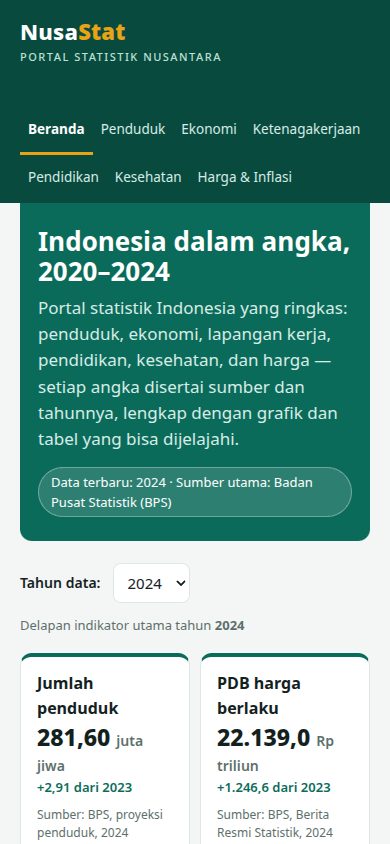 NusaStat
PORTAL STATISTIK NUSANTARA
Beranda Penduduk Ekonomi Ketenagakerjaan
Pendidikan Kesehatan Harga & Inflasi
Indonesia dalam angka,
2020–2024
Portal statistik Indonesia yang ringkas:
penduduk, ekonomi, lapangan kerja,
pendidikan, kesehatan, dan harga —
setiap angka disertai sumber dan
tahunnya, lengkap dengan grafik dan
tabel yang bisa dijelajahi.
Data terbaru: 2024 · Sumber utama: Badan
Pusat Statistik (BPS)
Tahun data: 2024
Delapan indikator utama tahun 2024
Jumlah
penduduk
281,60 juta
jiwa
+2,91 dari 2023
Sumber: BPS, proyeksi
penduduk, 2024
PDB harga
berlaku
22.139,0 Rp
triliun
+1.246,6 dari 2023
Sumber: BPS, Berita
Resmi Statistik, 2024